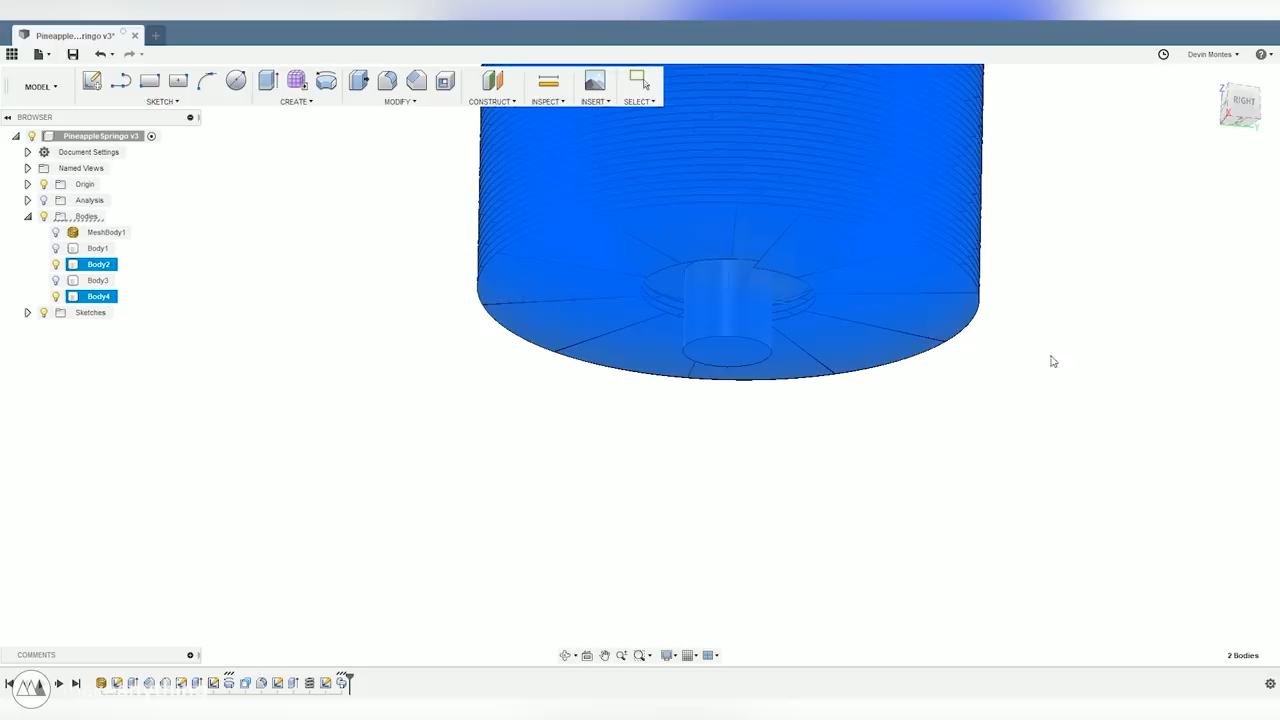 Pineapple...ringo v3*
Devin Montes
MODEL
SKETCH
CREATE
MODIFY
CONSTRUCT
INSPECT
INSERT
SELECT
RIGHT
Z
X
Y
BROWSER
PineappleSpringo v3
Document Settings
Named Views
Origin
Analysis
Bodies
MeshBody1
Body1
Body2
Body3
Body4
Sketches
COMMENTS
2 Bodies